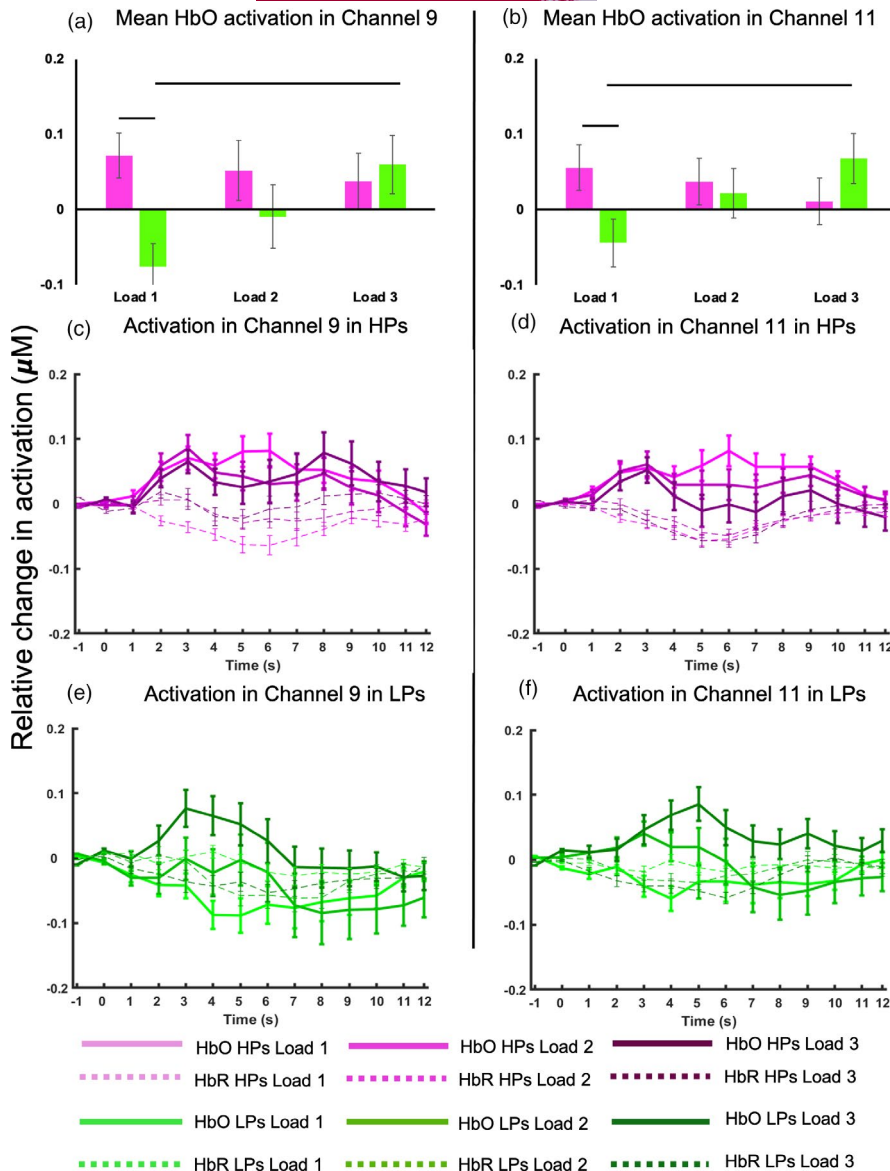 (a) Mean HbO activation in Channel 9
(b) Mean HbO activation in Channel 11
0.2
0.1
0
-0.1
Load 1 Load 2 Load 3
0.2
0.1
0
-0.1
Load 1 Load 2 Load 3
Relative change in activation (μM)
(c) Activation in Channel 9 in HPs
0.2
0.1
0
-0.1
-0.2
-1 0 1 2 3 4 5 6 7 8 9 10 11 12
Time (s)
(d) Activation in Channel 11 in HPs
0.2
0.1
0
-0.1
-0.2
-1 0 1 2 3 4 5 6 7 8 9 10 11 12
Time (s)
(e) Activation in Channel 9 in LPs
0.2
0.1
0
-0.1
-0.2
-1 0 1 2 3 4 5 6 7 8 9 10 11 12
Time (s)
(f) Activation in Channel 11 in LPs
0.2
0.1
0
-0.1
-0.2
-1 0 1 2 3 4 5 6 7 8 9 10 11 12
Time (s)
HbO HPs Load 1 HbO HPs Load 2 HbO HPs Load 3
HbR HPs Load 1 HbR HPs Load 2 HbR HPs Load 3
HbO LPs Load 1 HbO LPs Load 2 HbO LPs Load 3
HbR LPs Load 1 HbR LPs Load 2 HbR LPs Load 3